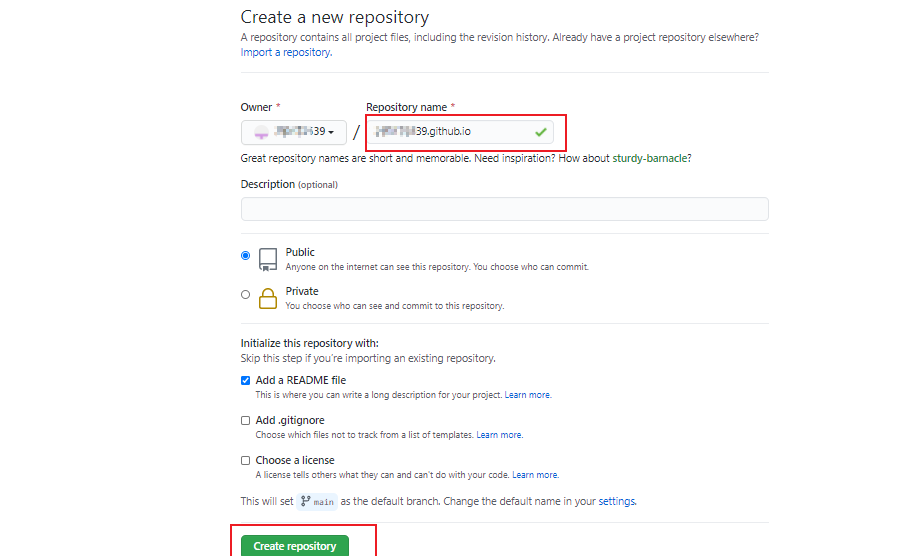 Create a new repository
A repository contains all project files, including the revision history. Already have a project repository elsewhere?
Import a repository.
Owner *
Repository name *
39
/
39.github.io
Great repository names are short and memorable. Need inspiration? How about sturdy-barnacle?
Description (optional)
Public
Anyone on the internet can see this repository. You choose who can commit.
Private
You choose who can see and commit to this repository.
Initialize this repository with:
Skip this step if you're importing an existing repository.
Add a README file
This is where you can write a long description for your project. Learn more.
Add .gitignore
Choose which files not to track from a list of templates. Learn more.
Choose a license
A license tells others what they can and can't do with your code. Learn more.
This will set main as the default branch. Change the default name in your settings.
Create repository